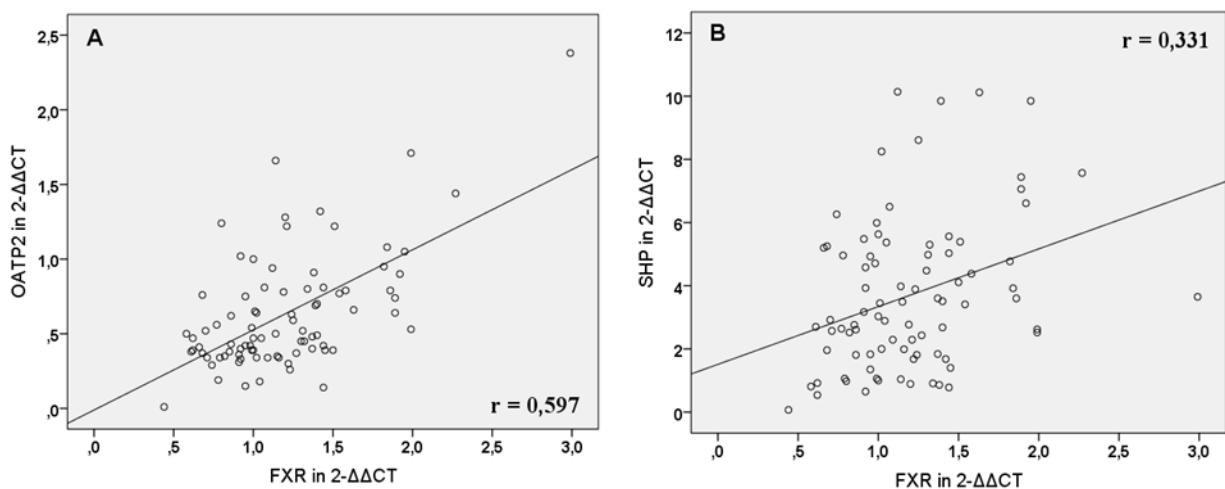 A
2,5
2,0
1,5
1,0
,5
,0
OATP2 in 2-ΔΔCT
r = 0,597
,0 ,5 1,0 1,5 2,0 2,5 3,0
FXR in 2-ΔΔCT
B
r = 0,331
12
10
8
6
4
2
0
SHP in 2-ΔΔCT
,0 ,5 1,0 1,5 2,0 2,5 3,0
FXR in 2-ΔΔCT